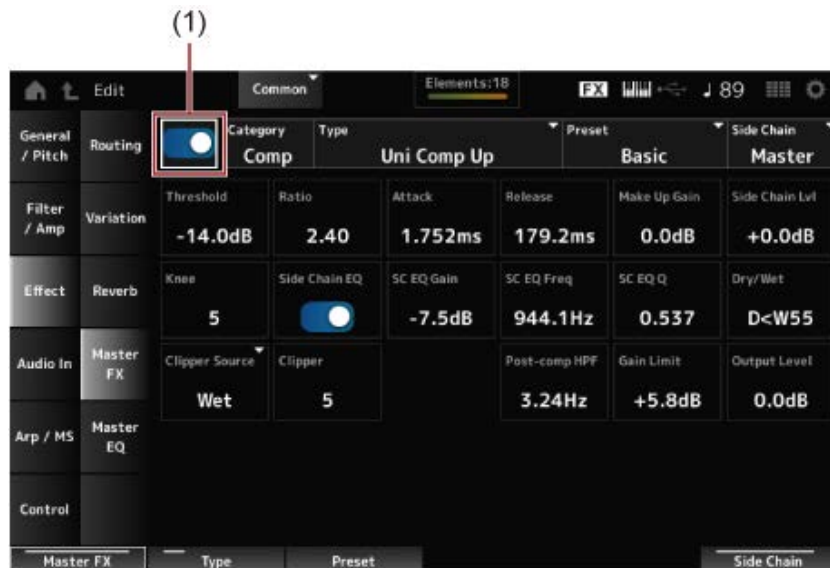 (1)
Edit Common Elements:18 FX ♩ 89
General / Pitch
Routing
Category
Comp
Type
Uni Comp Up
Preset
Basic
Side Chain
Master
Filter / Amp
Variation
Threshold
-14.0dB
Ratio
2.40
Attack
1.752ms
Release
179.2ms
Make Up Gain
0.0dB
Side Chain Lvl
+0.0dB
Effect
Reverb
Knee
5
Side Chain EQ
SC EQ Gain
-7.5dB
SC EQ Freq
944.1Hz
SC EQ Q
0.537
Dry/Wet
D<W55
Audio In
Master FX
Clipper Source
Wet
Clipper
5
Post-comp HPF
3.24Hz
Gain Limit
+5.8dB
Output Level
0.0dB
Arp / MS
Master EQ
Control
Master FX Type Preset Side Chain